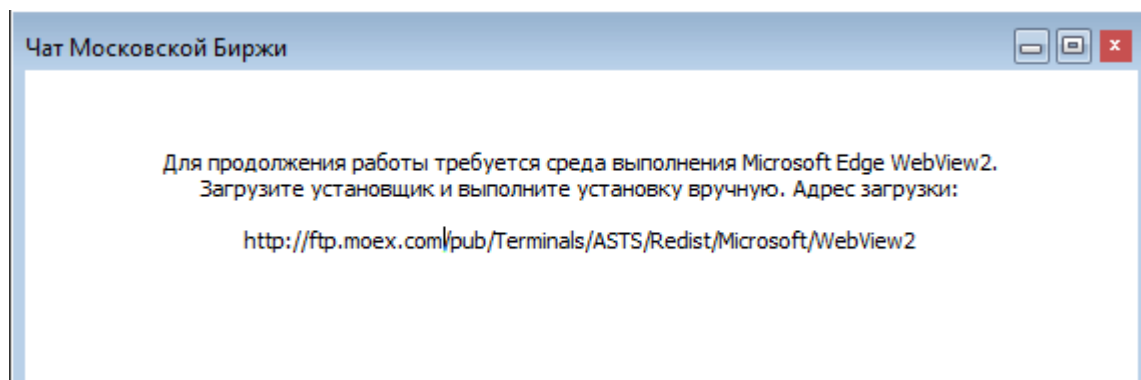 Чат Московской Биржи
Для продолжения работы требуется среда выполнения Microsoft Edge WebView2.
Загрузите установщик и выполните установку вручную. Адрес загрузки:
http://ftp.moex.com/pub/Terminals/ASTS/Redist/Microsoft/WebView2